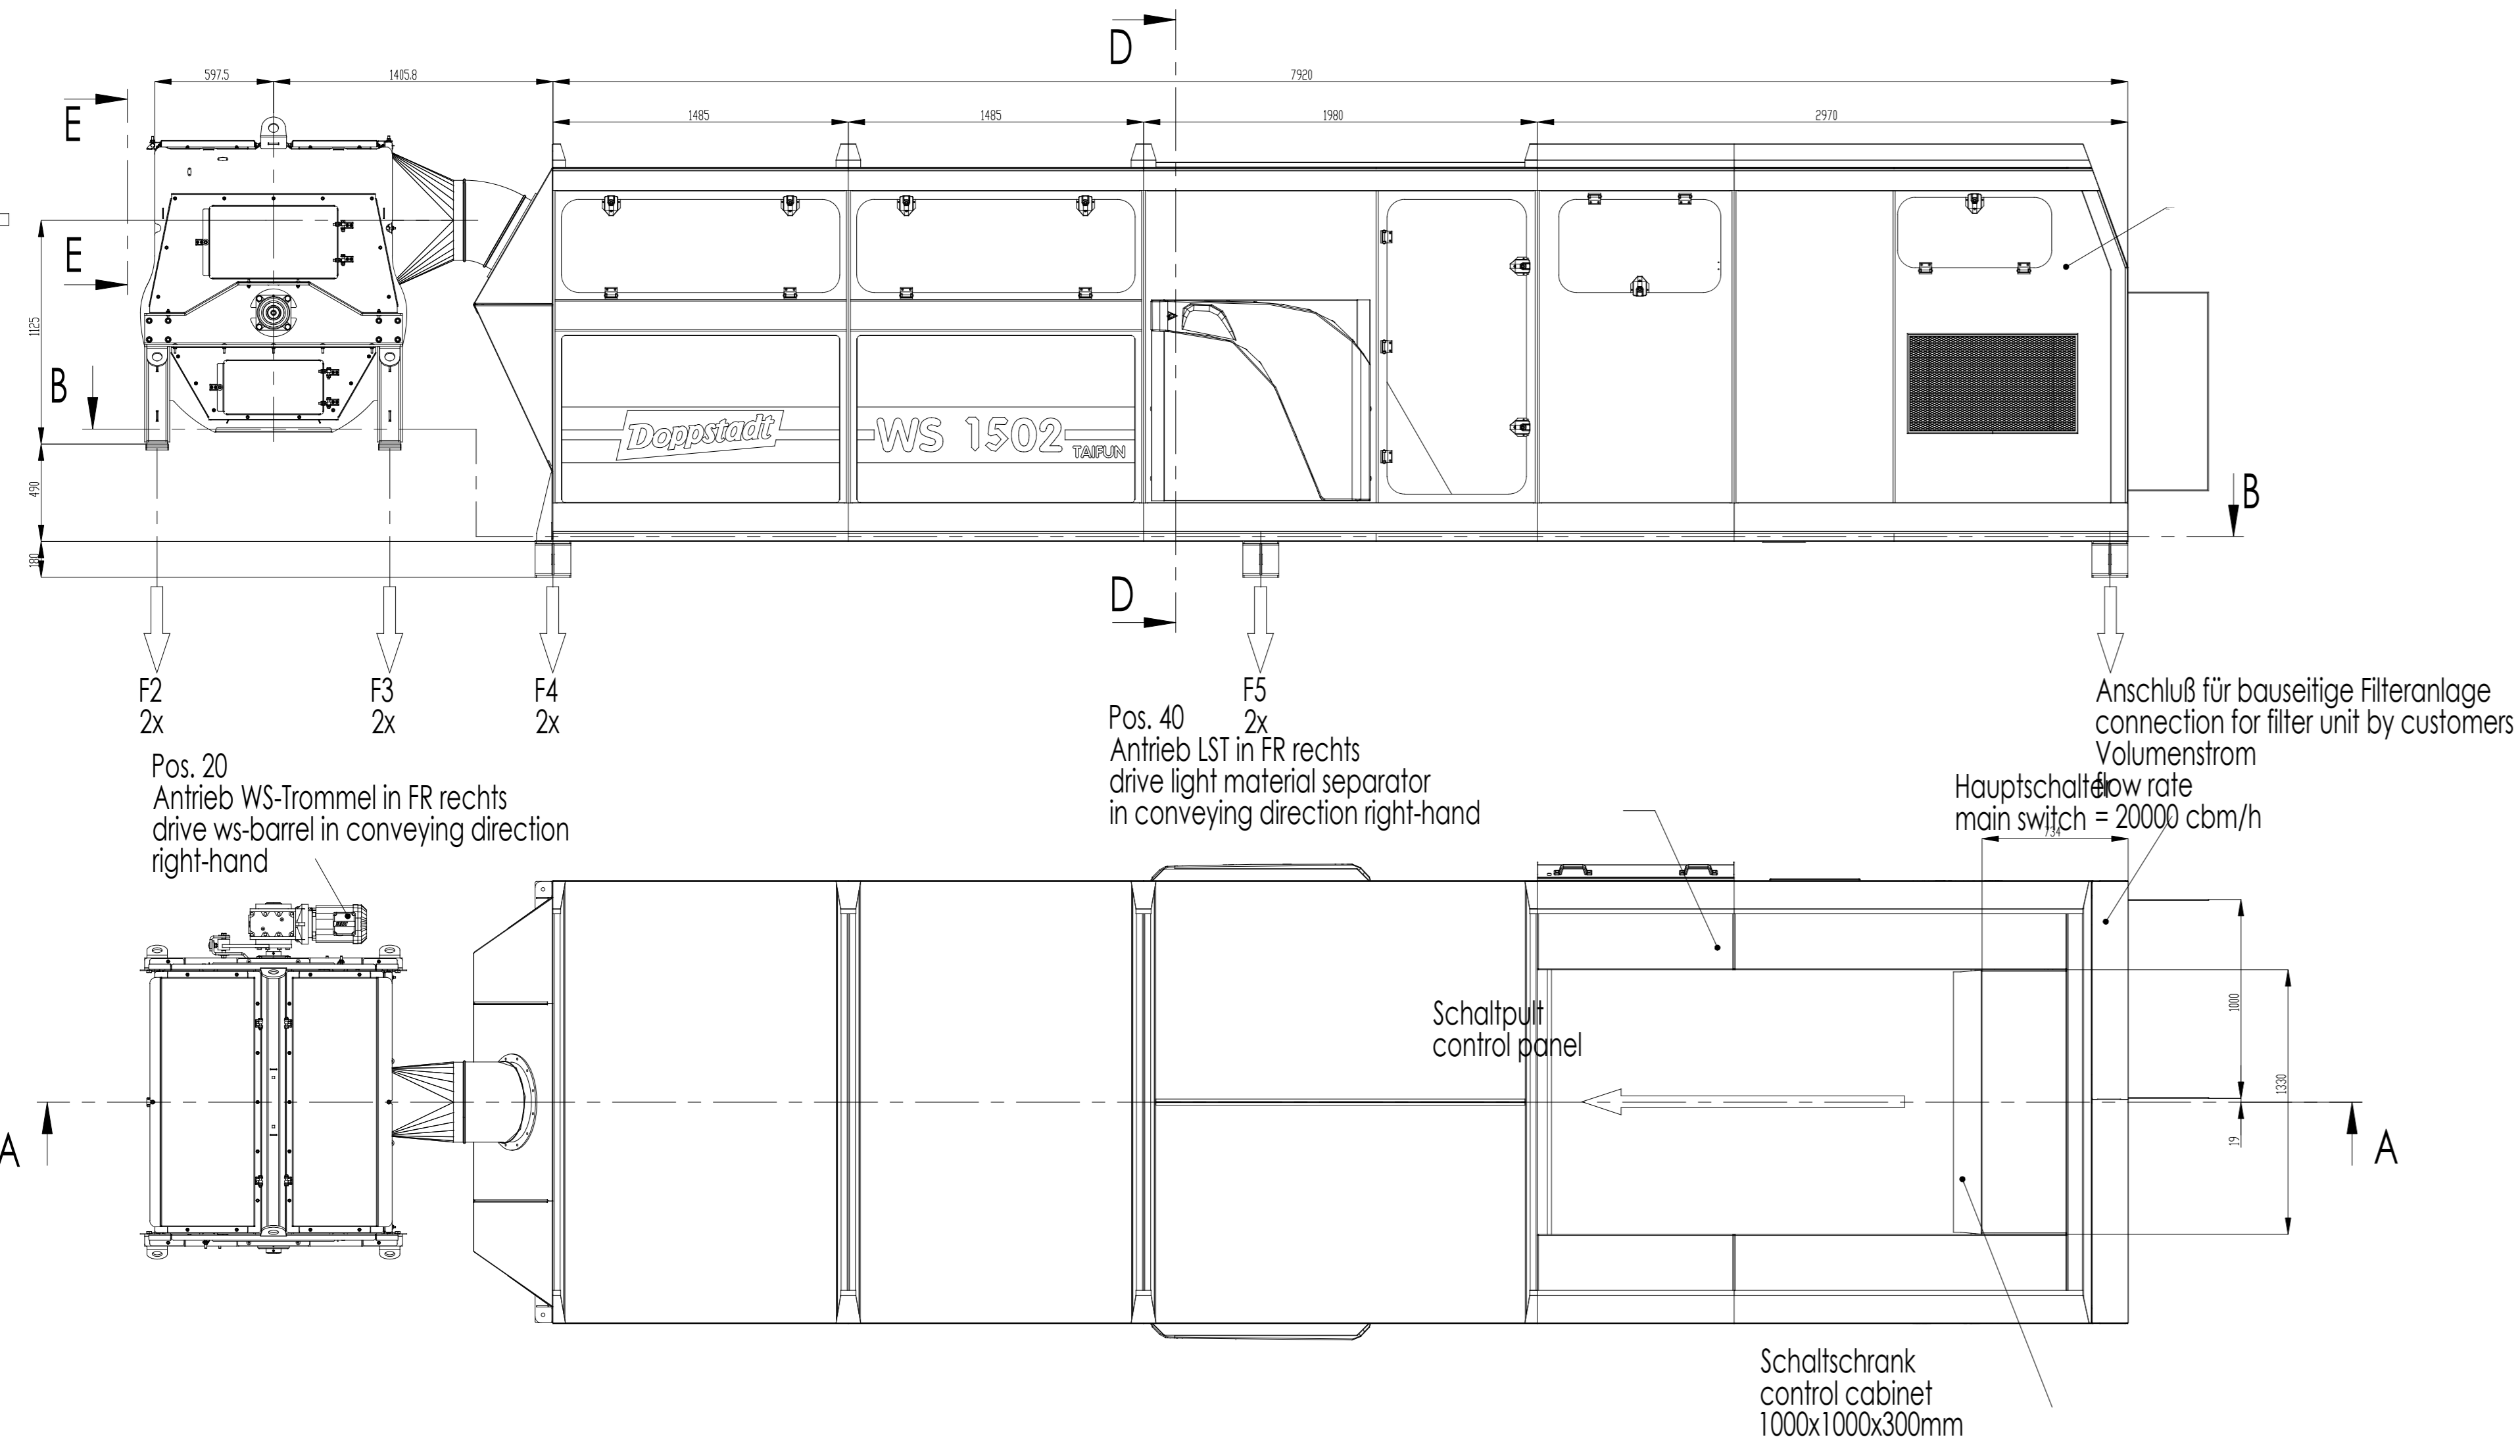 D
597.5
1405.8
7920
E
1485
1485
1980
2970
E
1125
B
Doppstadt
WS 1502
TAIFUN
490
B
180
D
F2
2x
F3
2x
F4
2x
F5
2x
Anschluß für bauseitige Filteranlage
connection for filter unit by customers
Volumenstrom
flow rate
= 20000 cbm/h
Pos. 40
Antrieb LST in FR rechts
drive light material separator
in conveying direction right-hand
Pos. 20
Antrieb WS-Trommel in FR rechts
drive ws-barrel in conveying direction
right-hand
Hauptschalter
main switch
734
Schaltpult
control panel
1000
1330
19
A
A
Schaltschrank
control cabinet
1000x1000x300mm